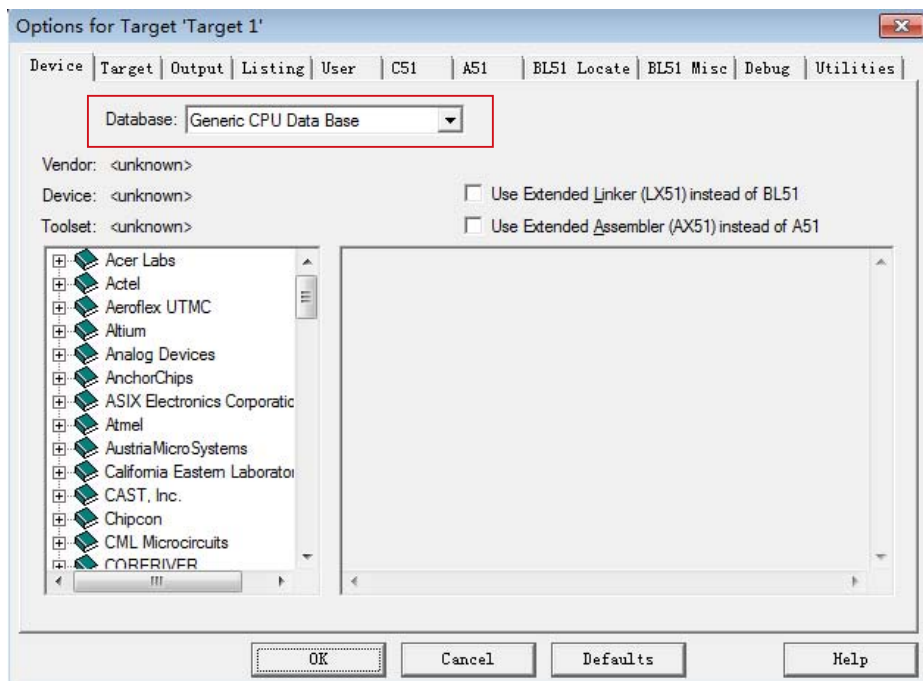 Options for Target 'Target 1'
Device Target Output Listing User C51 A51 BL51 Locate BL51 Misc Debug Utilities
Database: Generic CPU Data Base
Vendor: <unknown>
Device: <unknown>
Use Extended Linker (LX51) instead of BL51
Toolset: <unknown>
Use Extended Assembler (AX51) instead of A51
Acer Labs
Actel
Aeroflex UTMC
Altium
Analog Devices
AnchorChips
ASIX Electronics Corporatic
Atmel
AustriaMicroSystems
California Eastern Laborator
CAST, Inc.
Chipcon
CML Microcircuits
CORERIVER
OK Cancel Defaults Help